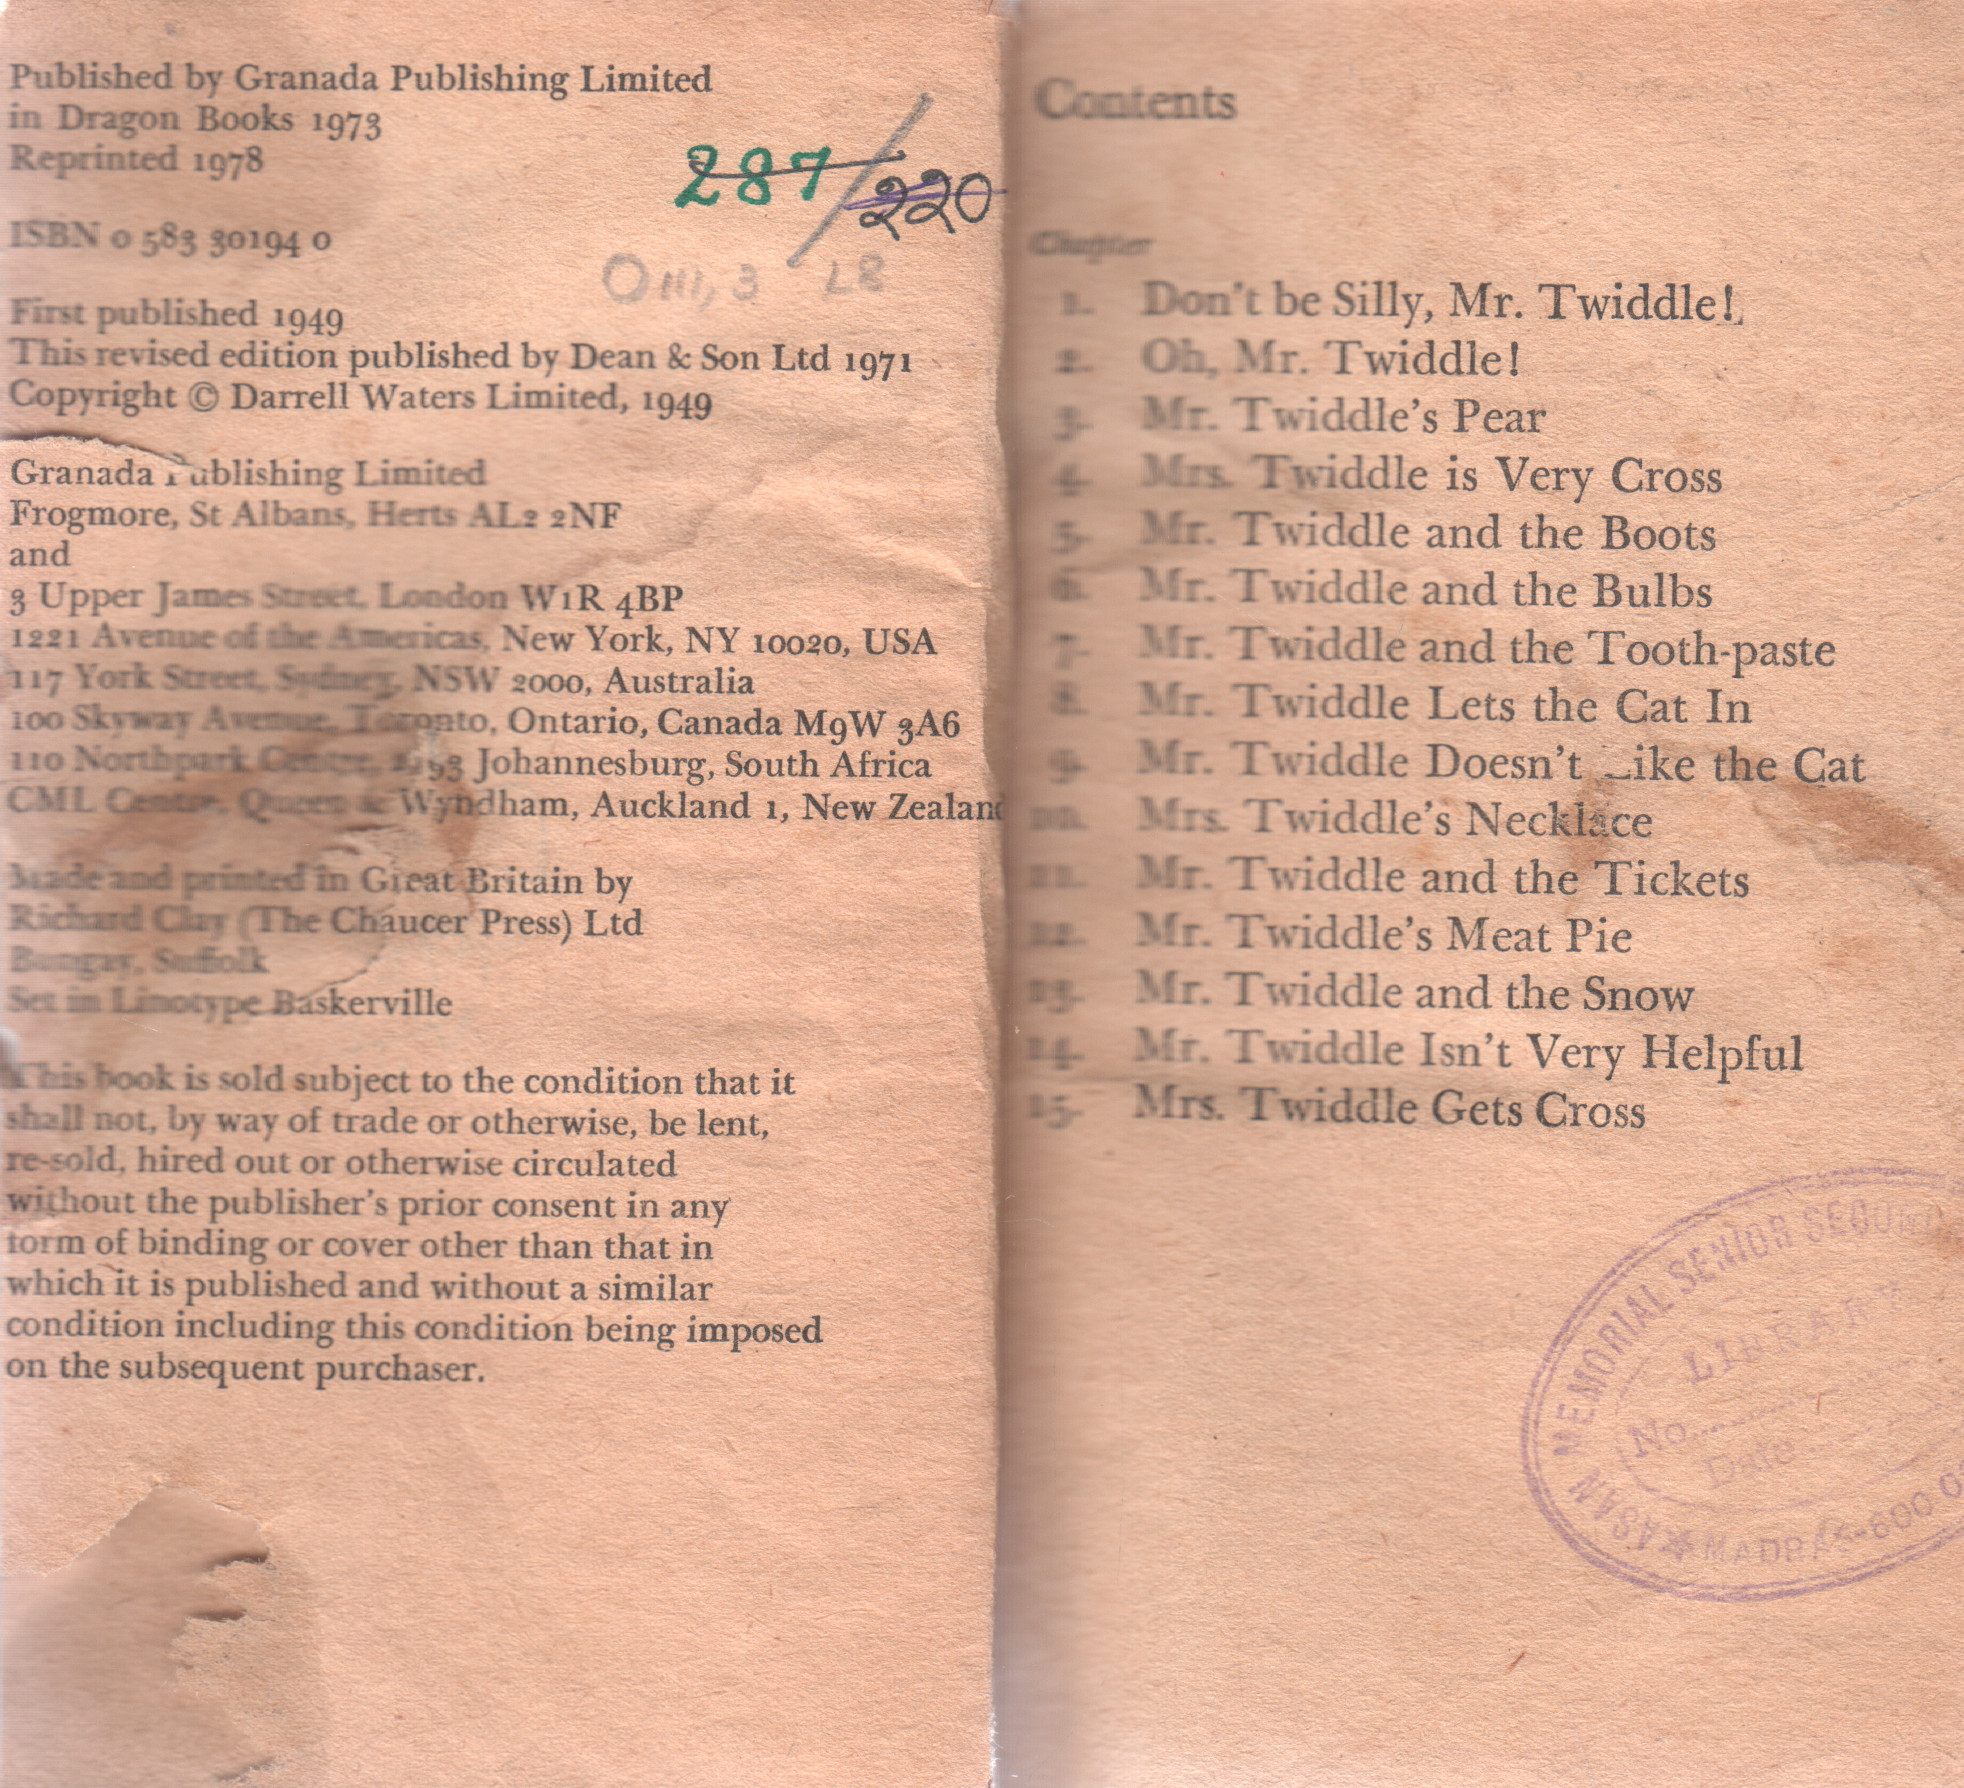 Published by Granada Publishing Limited
in Dragon Books 1973
Reprinted 1978
287/220
ISBN 0 583 30194 0
L8
First published 1949
This revised edition published by Dean & Son Ltd 1971
Copyright © Darrell Waters Limited, 1949
Granada Publishing Limited
Frogmore, St Albans, Herts AL2 2NF
and
3 Upper James Street, London W1R 4BP
1221 Avenue of the Americas, New York, NY 10020, USA
117 York Street, Sydney, NSW 2000, Australia
100 Skyway Avenue, Toronto, Ontario, Canada M9W 3A6
110 Northpark Centre, 2193 Johannesburg, South Africa
CML Centre, Queen & Wyndham, Auckland 1, New Zealand
Made and printed in Great Britain by
Richard Clay (The Chaucer Press) Ltd
Bungay, Suffolk
Set in Linotype Baskerville
This book is sold subject to the condition that it
shall not, by way of trade or otherwise, be lent,
re-sold, hired out or otherwise circulated
without the publisher's prior consent in any
form of binding or cover other than that in
which it is published and without a similar
condition including this condition being imposed
on the subsequent purchaser.
Contents
Chapter
1. Don't be Silly, Mr. Twiddle!
2. Oh, Mr. Twiddle!
3. Mr. Twiddle's Pear
4. Mrs. Twiddle is Very Cross
5. Mr. Twiddle and the Boots
6. Mr. Twiddle and the Bulbs
7. Mr. Twiddle and the Tooth-paste
8. Mr. Twiddle Lets the Cat In
9. Mr. Twiddle Doesn't Like the Cat
10. Mrs. Twiddle's Necklace
11. Mr. Twiddle and the Tickets
12. Mr. Twiddle's Meat Pie
13. Mr. Twiddle and the Snow
14. Mr. Twiddle Isn't Very Helpful
15. Mrs. Twiddle Gets Cross
ASAN MEMORIAL SENIOR SECON
LIBRARY
No.
Date
MADRAS-600 0